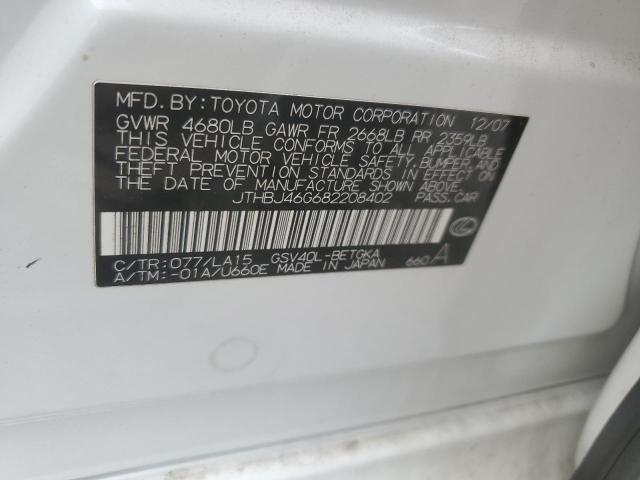 MFD. BY: TOYOTA MOTOR CORPORATION 12/07
GVWR 4680LB GAWR FR 2668LB RR 2359LB
THIS VEHICLE CONFORMS TO ALL APPLICABLE
FEDERAL MOTOR VEHICLE SAFETY, BUMPER, AND
THEFT PREVENTION STANDARDS IN EFFECT ON
THE DATE OF MANUFACTURE SHOWN ABOVE.
JTHBJ46G682208402 PASS.CAR
C/TR: 077/LA15 GSV40L-BETGKA
A/TM: -01A/U660E MADE IN JAPAN 660 A